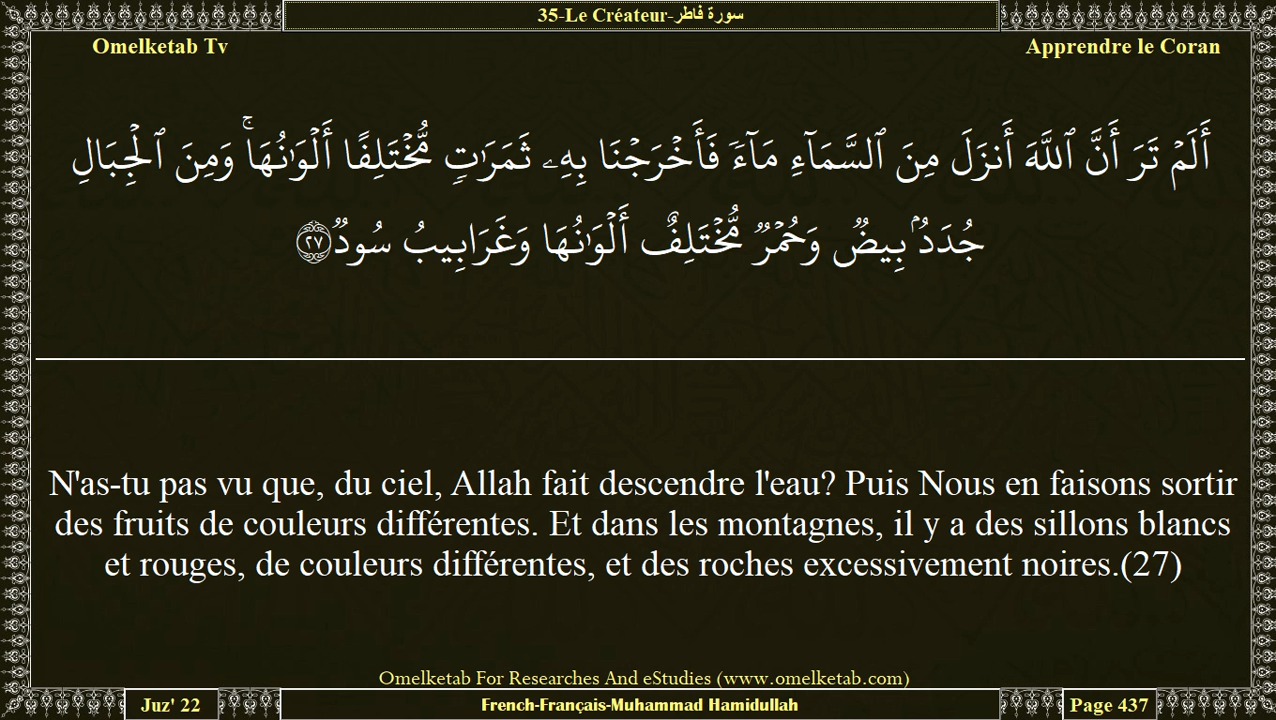 35-Le Créateur-سورة فاطر
Omelketab Tv
Apprendre le Coran
أَلَمۡ تَرَ أَنَّ ٱللَّهَ أَنزَلَ مِنَ ٱلسَّمَآءِ مَآءٗ فَأَخۡرَجۡنَا بِهِۦ ثَمَرَٰتٖ مُّخۡتَلِفًا أَلۡوَٰنُهَاۚ وَمِنَ ٱلۡجِبَالِ
جُدَدُۢ بِيضٞ وَحُمۡرٞ مُّخۡتَلِفٌ أَلۡوَٰنُهَا وَغَرَابِيبُ سُودٞ ٢٧
N'as-tu pas vu que, du ciel, Allah fait descendre l'eau? Puis Nous en faisons sortir
des fruits de couleurs différentes. Et dans les montagnes, il y a des sillons blancs
et rouges, de couleurs différentes, et des roches excessivement noires.(27)
Omelketab For Researches And eStudies (www.omelketab.com)
Juz' 22
French-Français-Muhammad Hamidullah
Page 437